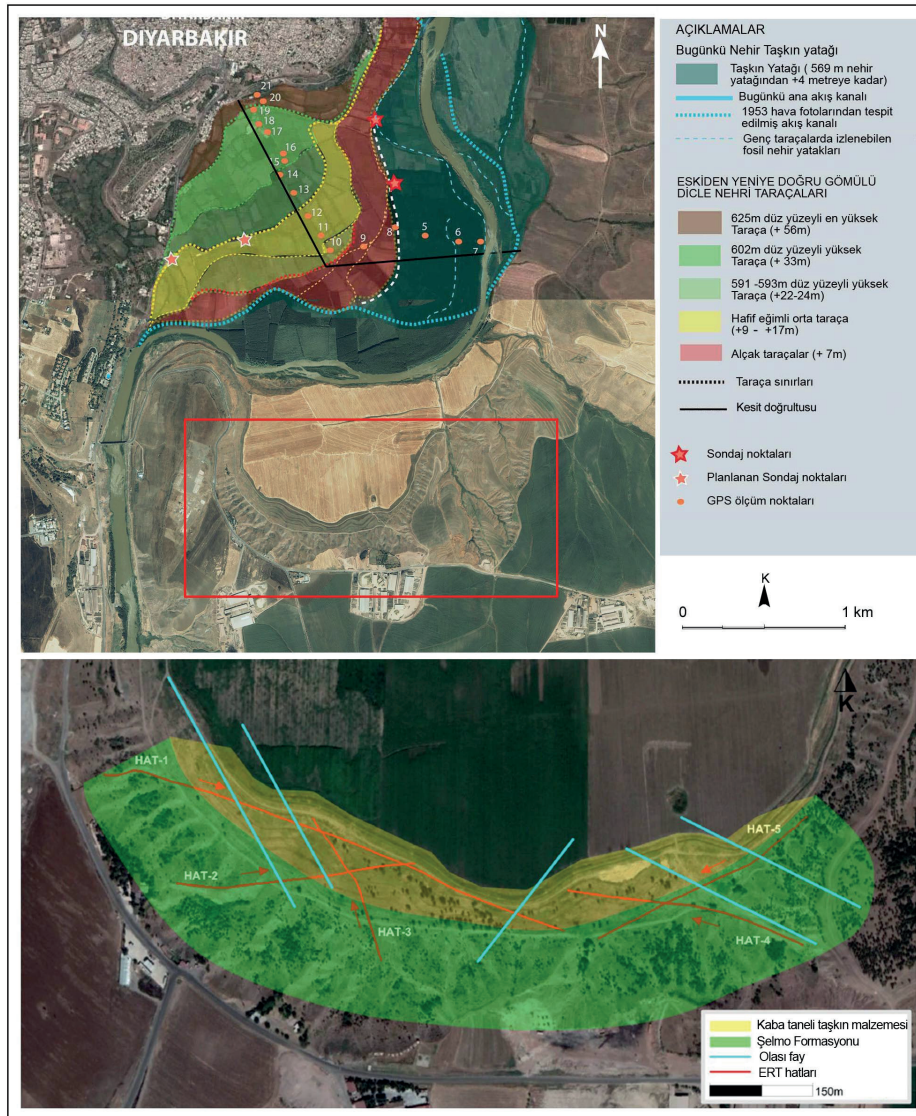 DİYARBAKIR
N
21
20
19
18
17
16
15
14
13
12
11
10
9
8
5
6
7
AÇIKLAMALAR
Bugünkü Nehir Taşkın yatağı
Taşkın Yatağı ( 569 m nehir
yatağından +4 metreye kadar)
Bugünkü ana akış kanalı
1953 hava fotolarından tespit
edilmiş akış kanalı
Genç taraçalarda izlenebilen
fosil nehir yatakları
ESKİDEN YENİYE DOĞRU GÖMÜLÜ
DİCLE NEHRİ TARAÇALARI
625m düz yüzeyli en yüksek
Taraça (+ 56m)
602m düz yüzeyli yüksek
Taraça (+ 33m)
591 -593m düz yüzeyli yüksek
Taraça (+22-24m)
Hafif eğimli orta taraça
(+9 - +17m)
Alçak taraçalar (+ 7m)
Taraça sınırları
Kesit doğrultusu
Sondaj noktaları
Planlanan Sondaj noktaları
GPS ölçüm noktaları
K
0 1 km
K
HAT-1
HAT-2
HAT-3
HAT-5
HAT-4
Kaba taneli taşkın malzemesi
Şelmo Formasyonu
Olası fay
ERT hatları
150m